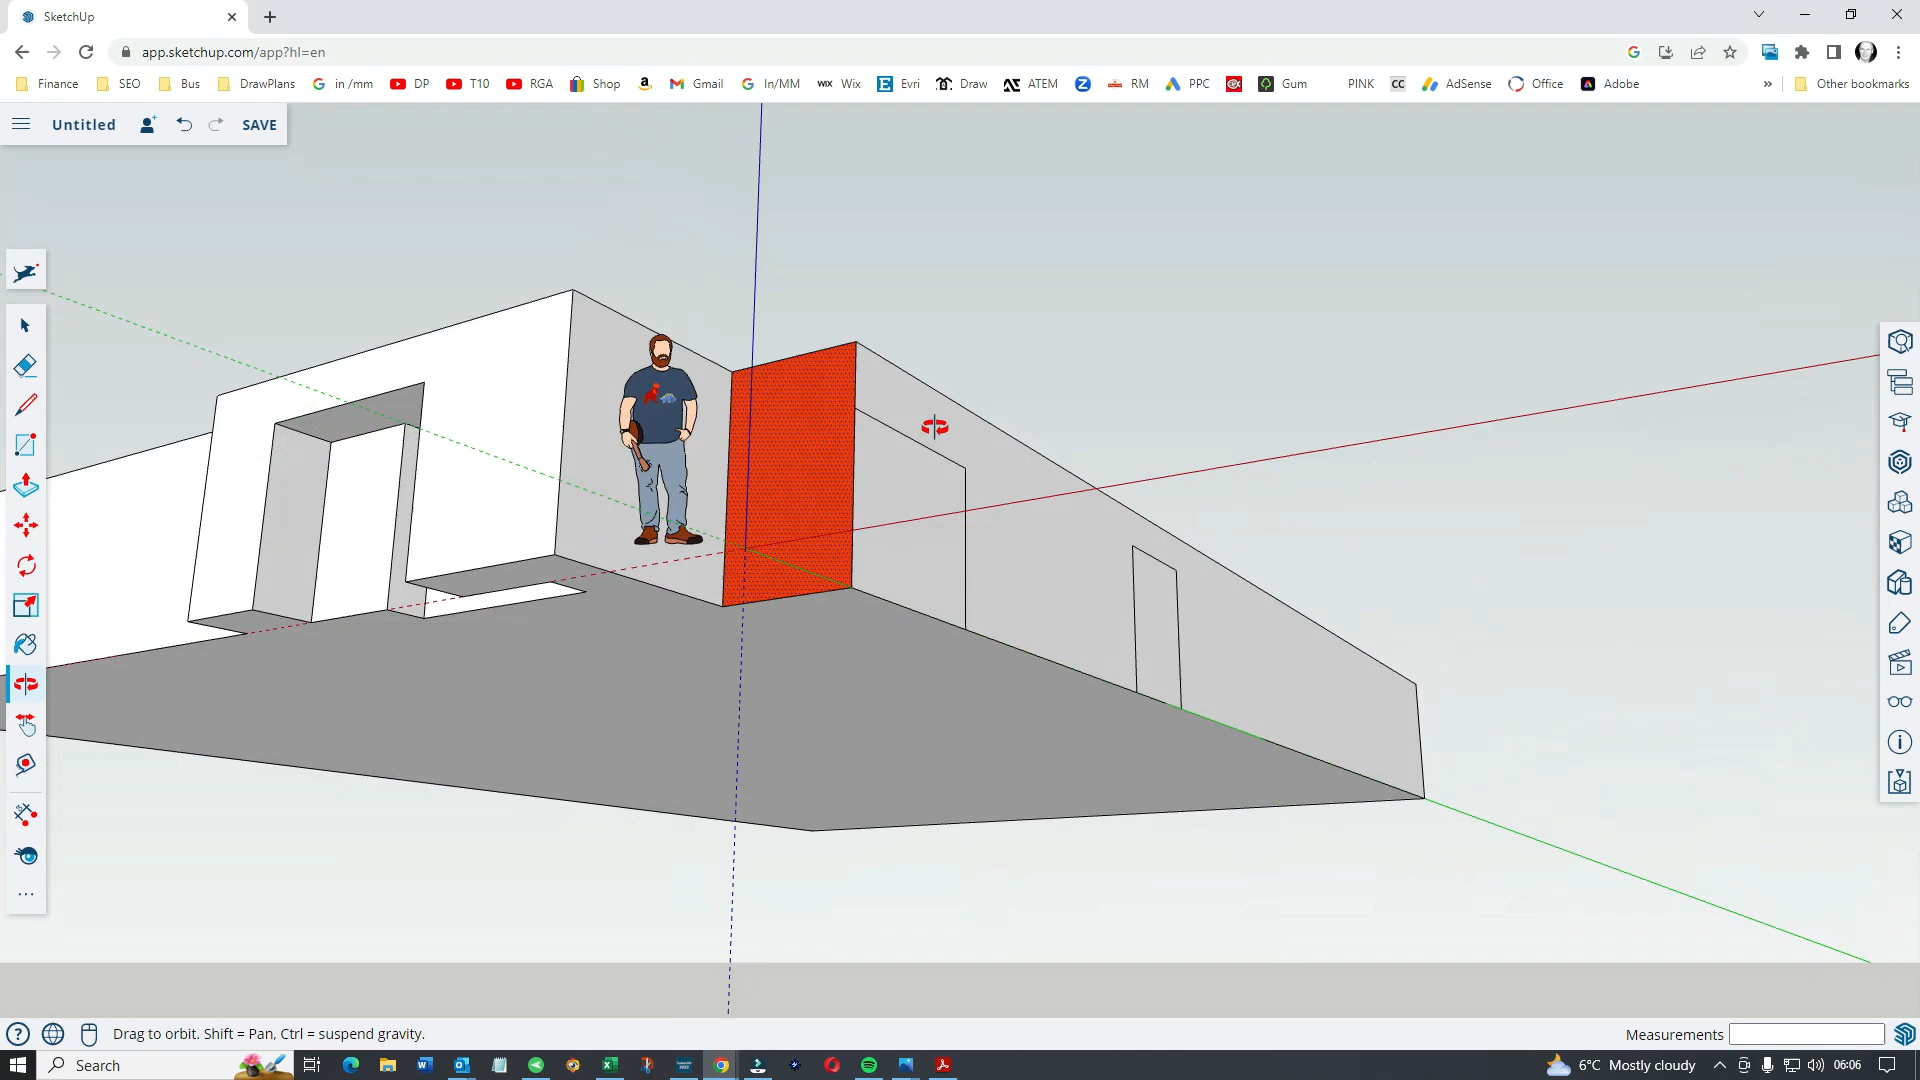 SketchUp
app.sketchup.com/app?hl=en
Finance SEO Bus DrawPlans in /mm DP T10 RGA Shop Gmail In/MM WIX Wix Evri Draw ATEM RM PPC Gum PINK CC AdSense Office Adobe » Other bookmarks
Untitled SAVE
Drag to orbit. Shift = Pan, Ctrl = suspend gravity. Measurements
Search 6°C Mostly cloudy 06:06